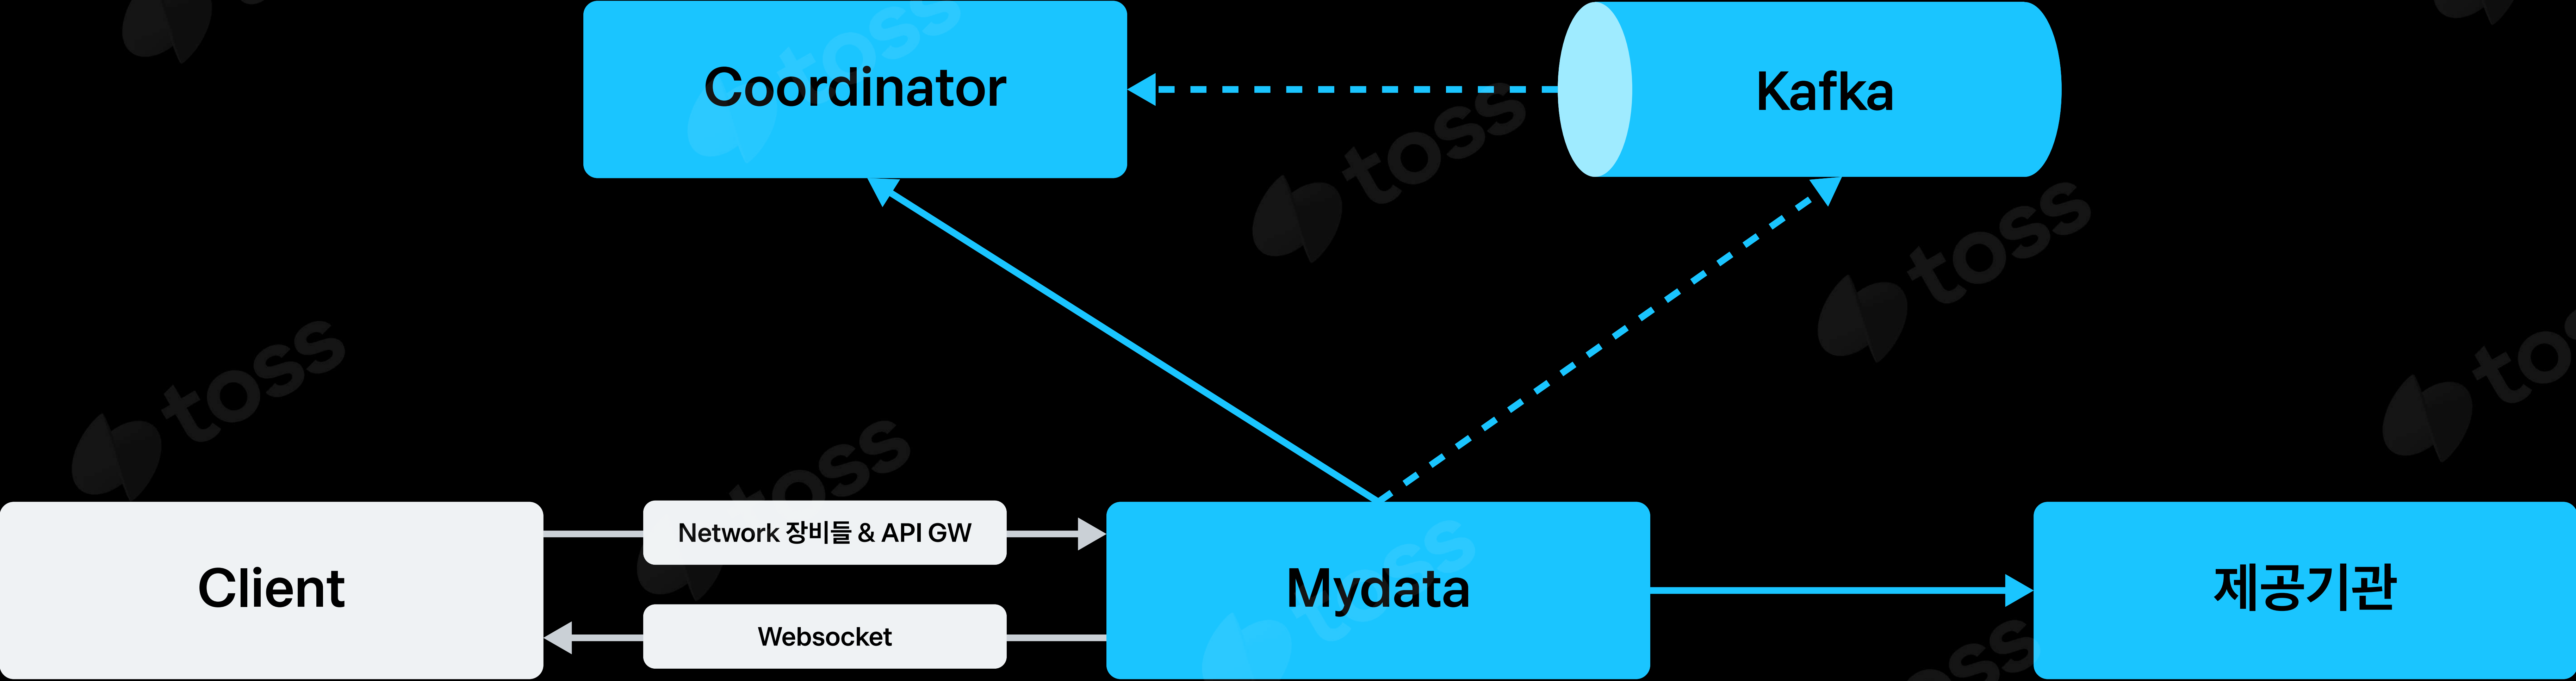 toss
Coordinator
Kafka
toss
toss
toss
toss
Client
Network 장비들 & API GW
Websocket
Mydata
toss
제공기관